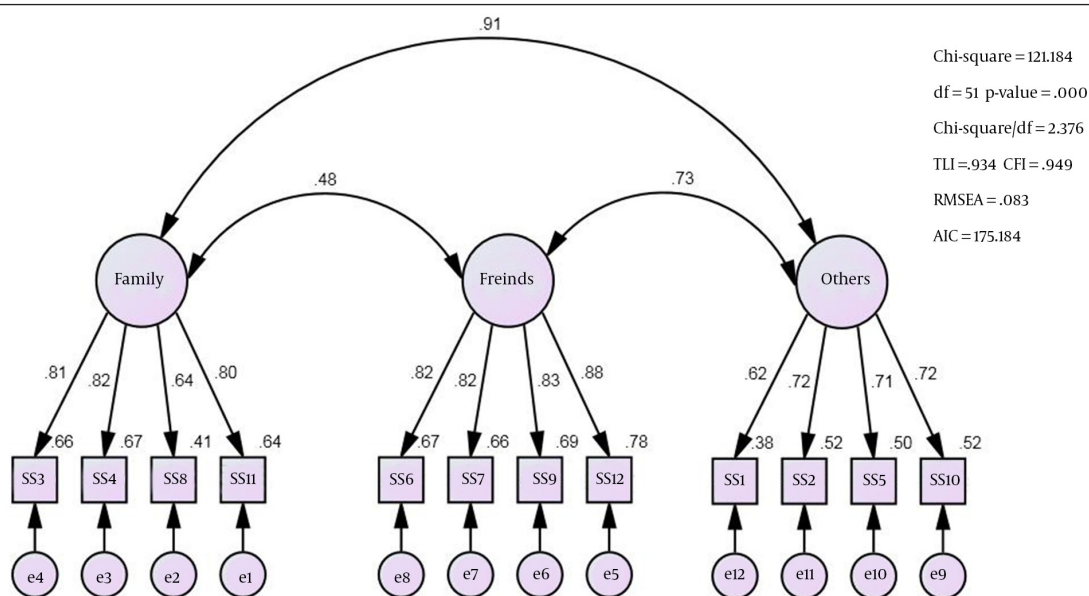 .91
Chi-square = 121.184
df = 51 p-value = .000
Chi-square/df = 2.376
TLI =.934 CFI = .949
RMSEA = .083
AIC = 175.184
.48 .73
Family Freinds Others
.81 .82 .64 .80 .82 .82 .83 .88 .62 .72 .71 .72
.66 .67 .41 .64 .67 .66 .69 .78 .38 .52 .50 .52
SS3 SS4 SS8 SS11 SS6 SS7 SS9 SS12 SS1 SS2 SS5 SS10
e4 e3 e2 e1 e8 e7 e6 e5 e12 e11 e10 e9